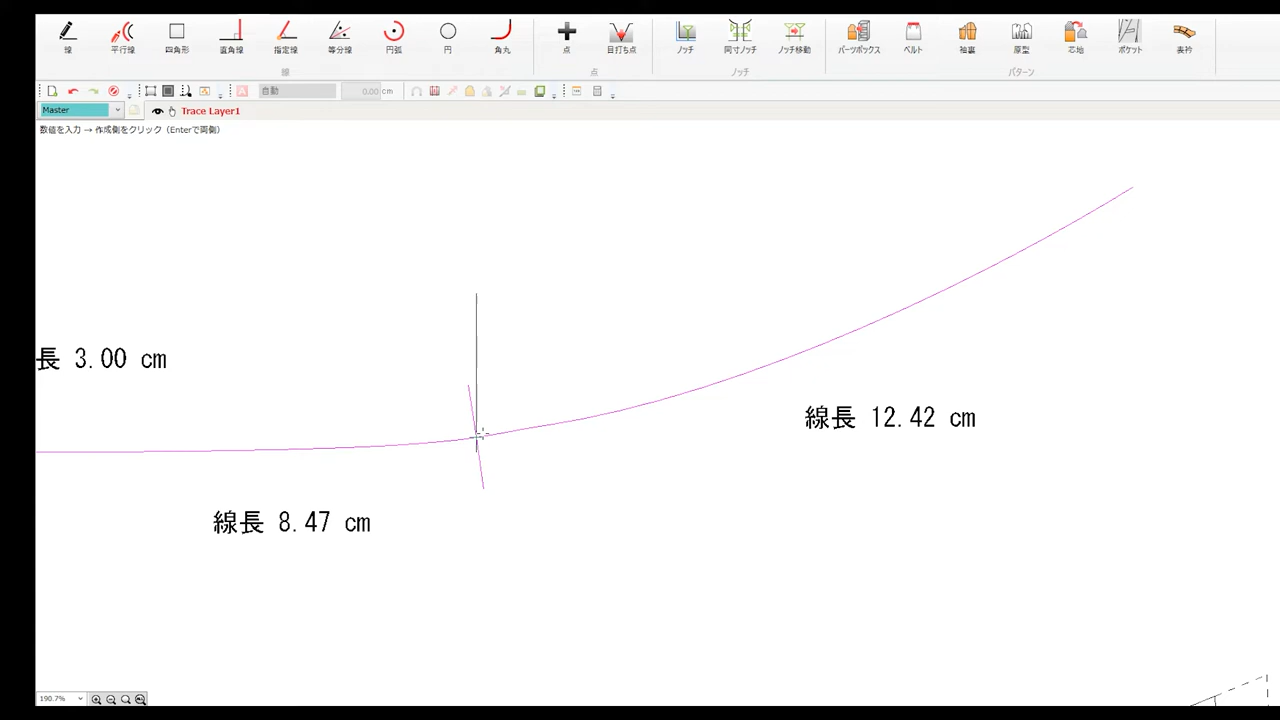 線 平行線 四角形 直角線 指定線 等分線 円弧 円 角丸 点 目打ち点 ノッチ 同寸ノッチ ノッチ移動 パーツボックス ベルト 袖裏 原型 芯地 ポケット 表衿
線 点 ノッチ パターン
自動 0.00 cm
Master Trace Layer1
数値を入力 → 作成側をクリック（Enterで両側）
長 3.00 cm
線長 12.42 cm
線長 8.47 cm
190.7%